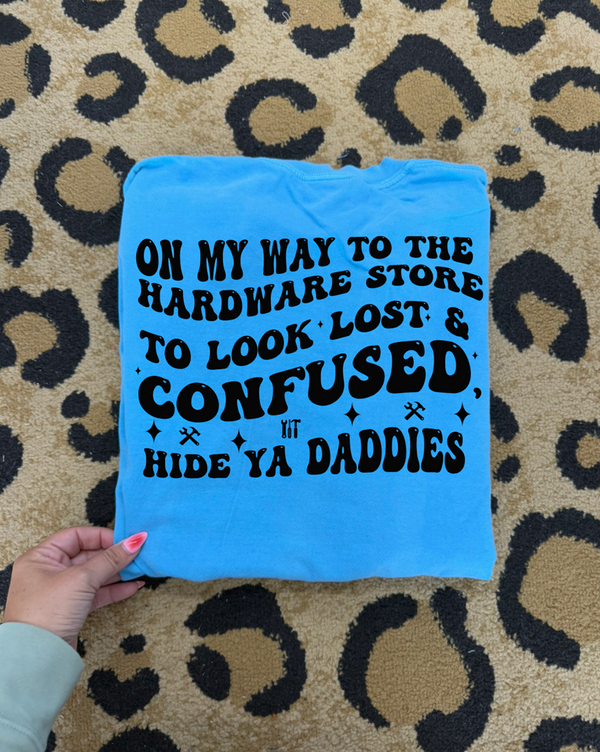 ON MY WAY TO THE
HARDWARE STORE
TO LOOK LOST &
CONFUSED,
HIDE YA DADDIES